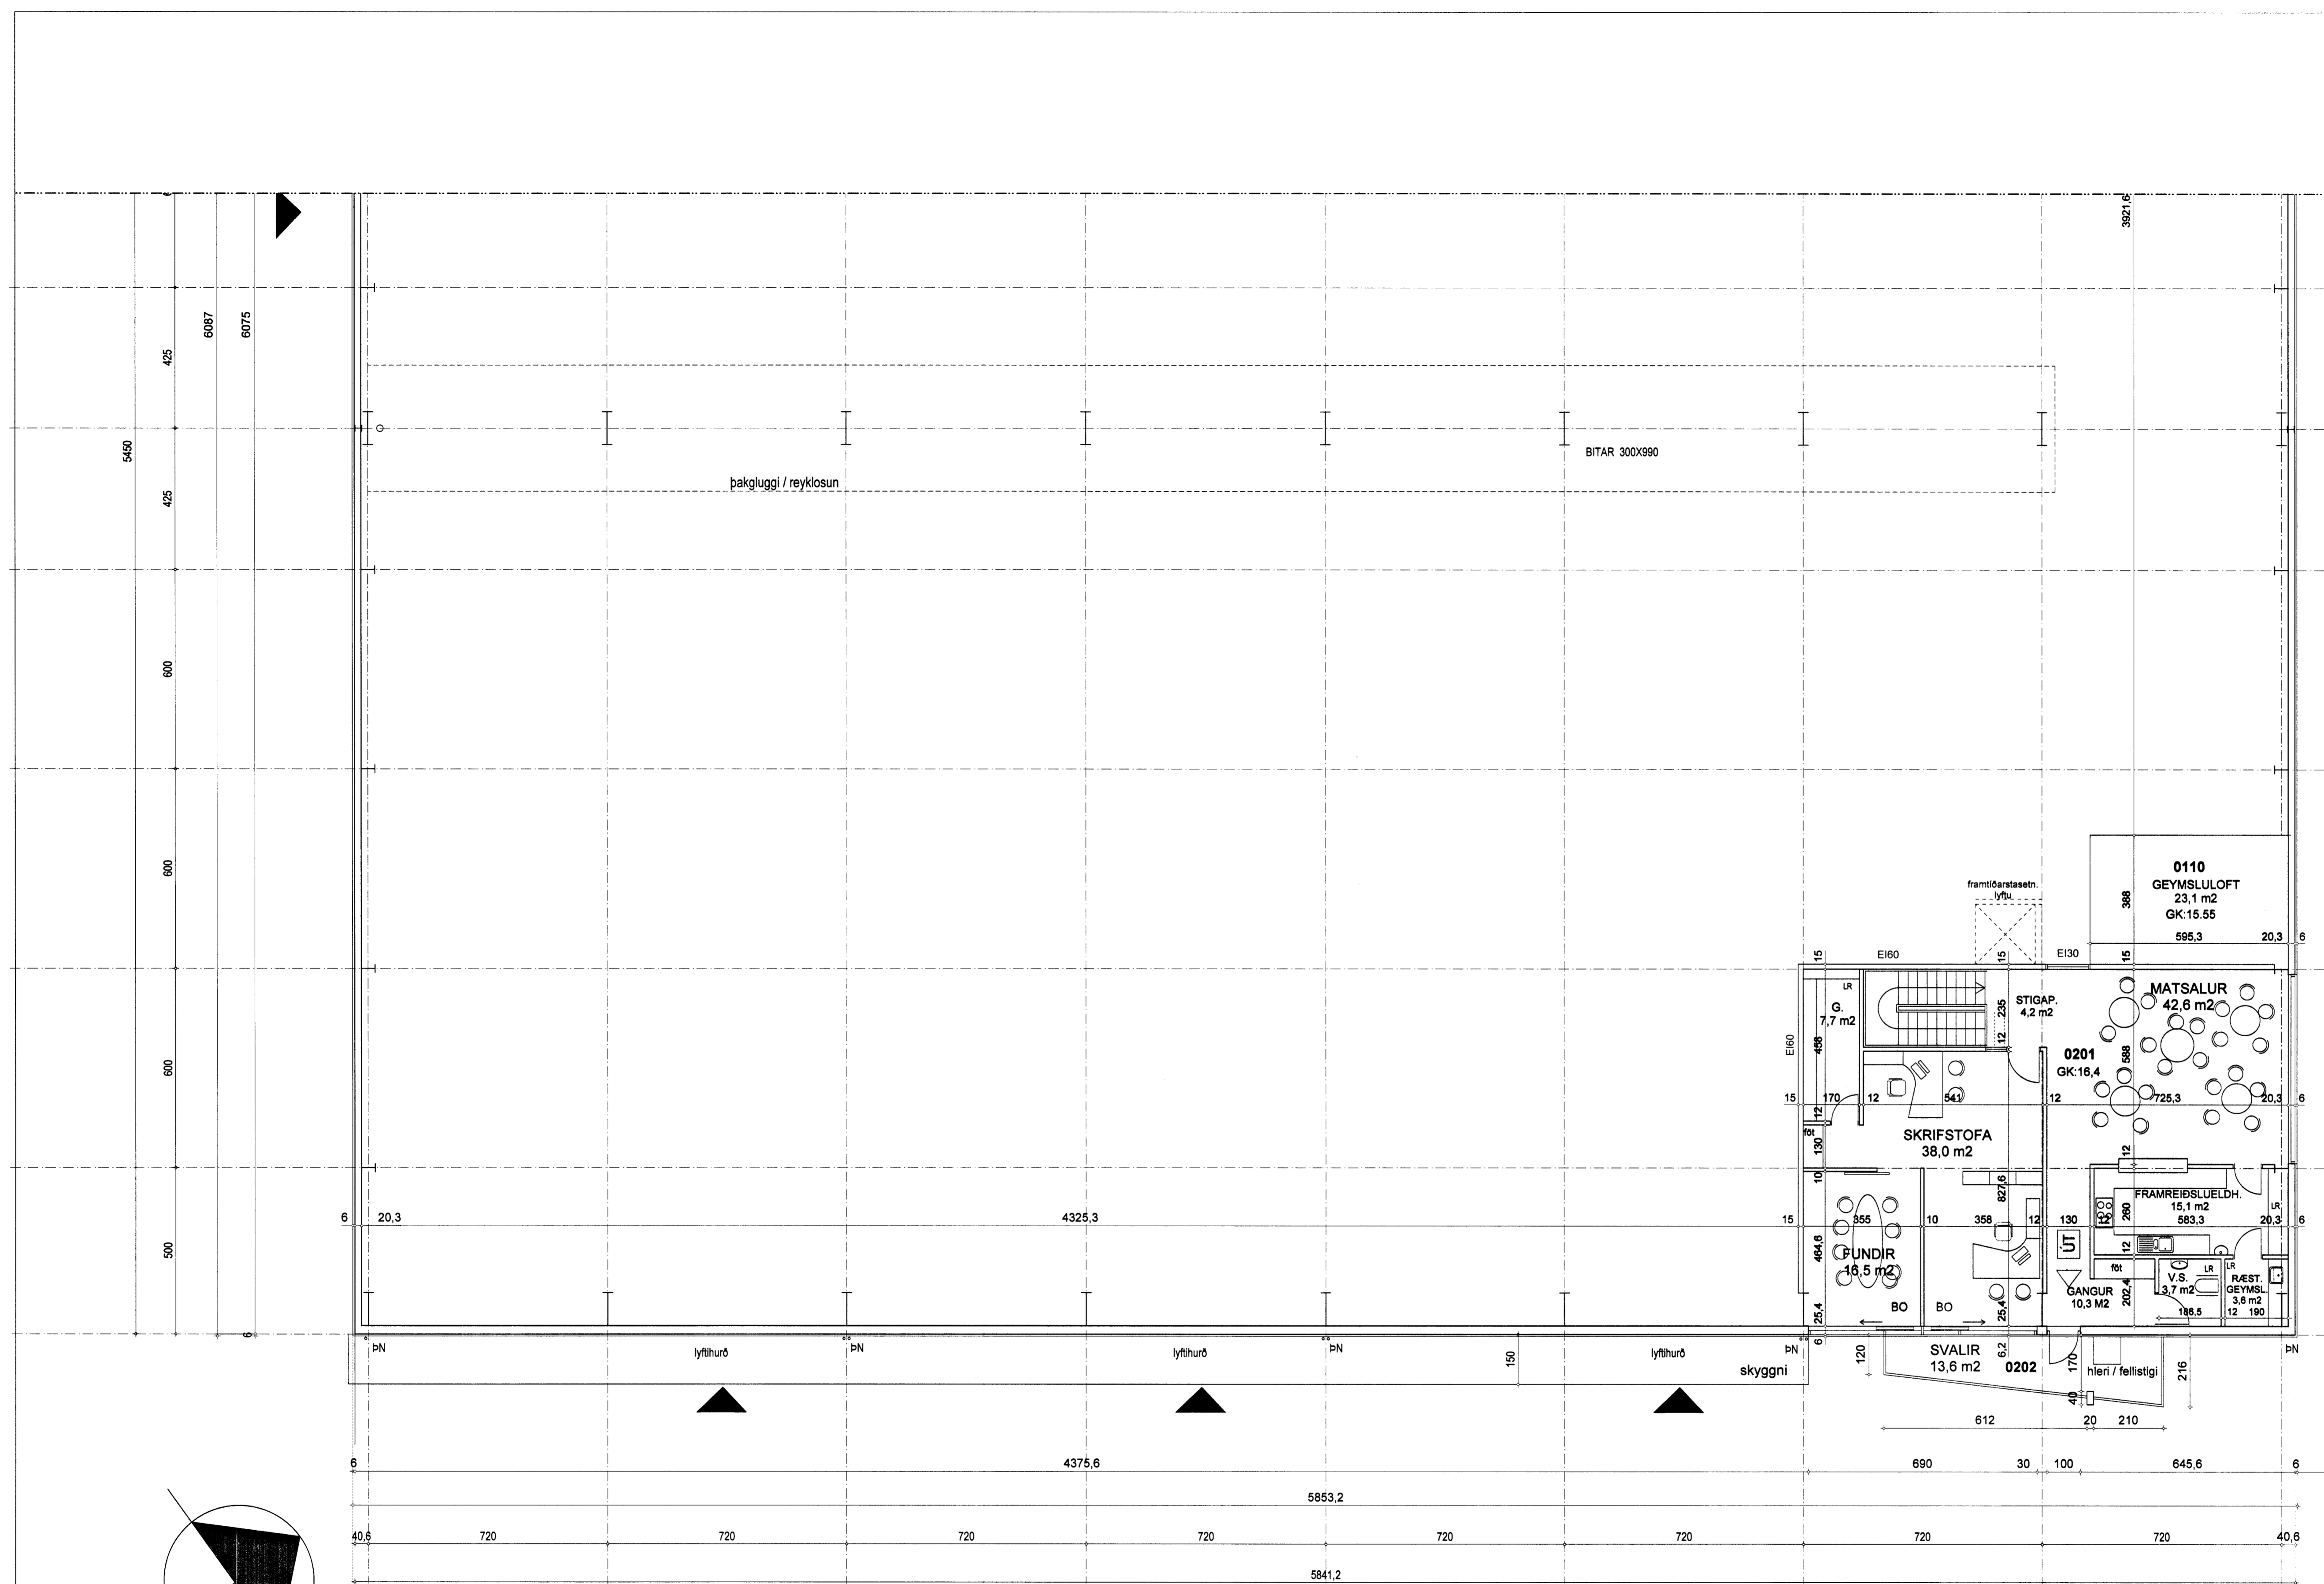 3921,6
6087
6075
425
5450
BITAR 300X990
þakgluggi / reyklosun
425
600
600
0110
GEYMSLULOFT
23,1 m2
GK:15.55
388
framtíðarstasetn.
lyftu
595,3 20,3 6
15 EI60 15 EI30 15
LR
G.
7,7 m2
STIGAP.
4,2 m2
MATSALUR
42,6 m2
235
12
EI60
458
0201
GK:16,4
588
600
15 170 12 541 12 725,3 20,3 6
12
föt
130
SKRIFSTOFA
38,0 m2
12
10
827,6
FRAMREIÐSLUELDH.
15,1 m2
260
LR
6 20,3 4325,3 15 355 10 358 12 130 12 583,3 20,3 6
500
464,6
FUNDIR
16,5 m2
ÚT
12
föt
LR LR
V.S.
3,7 m2
RÆST.
GEYMSL.
3,6 m2
GANGUR
10,3 M2
202,4
186,5 12 190
25,4
BO BO
25,4
6
6
ÞN lyftihurð ÞN lyftihurð ÞN lyftihurð ÞN ÞN
150
skyggni
120
SVALIR
13,6 m2
6,2
0202
170
hleri / fellistigi
216
40
612 20 210
6 4375,6 690 30 100 645,6 6
5853,2
40,6 720 720 720 720 720 720 720 720 40,6
5841,2